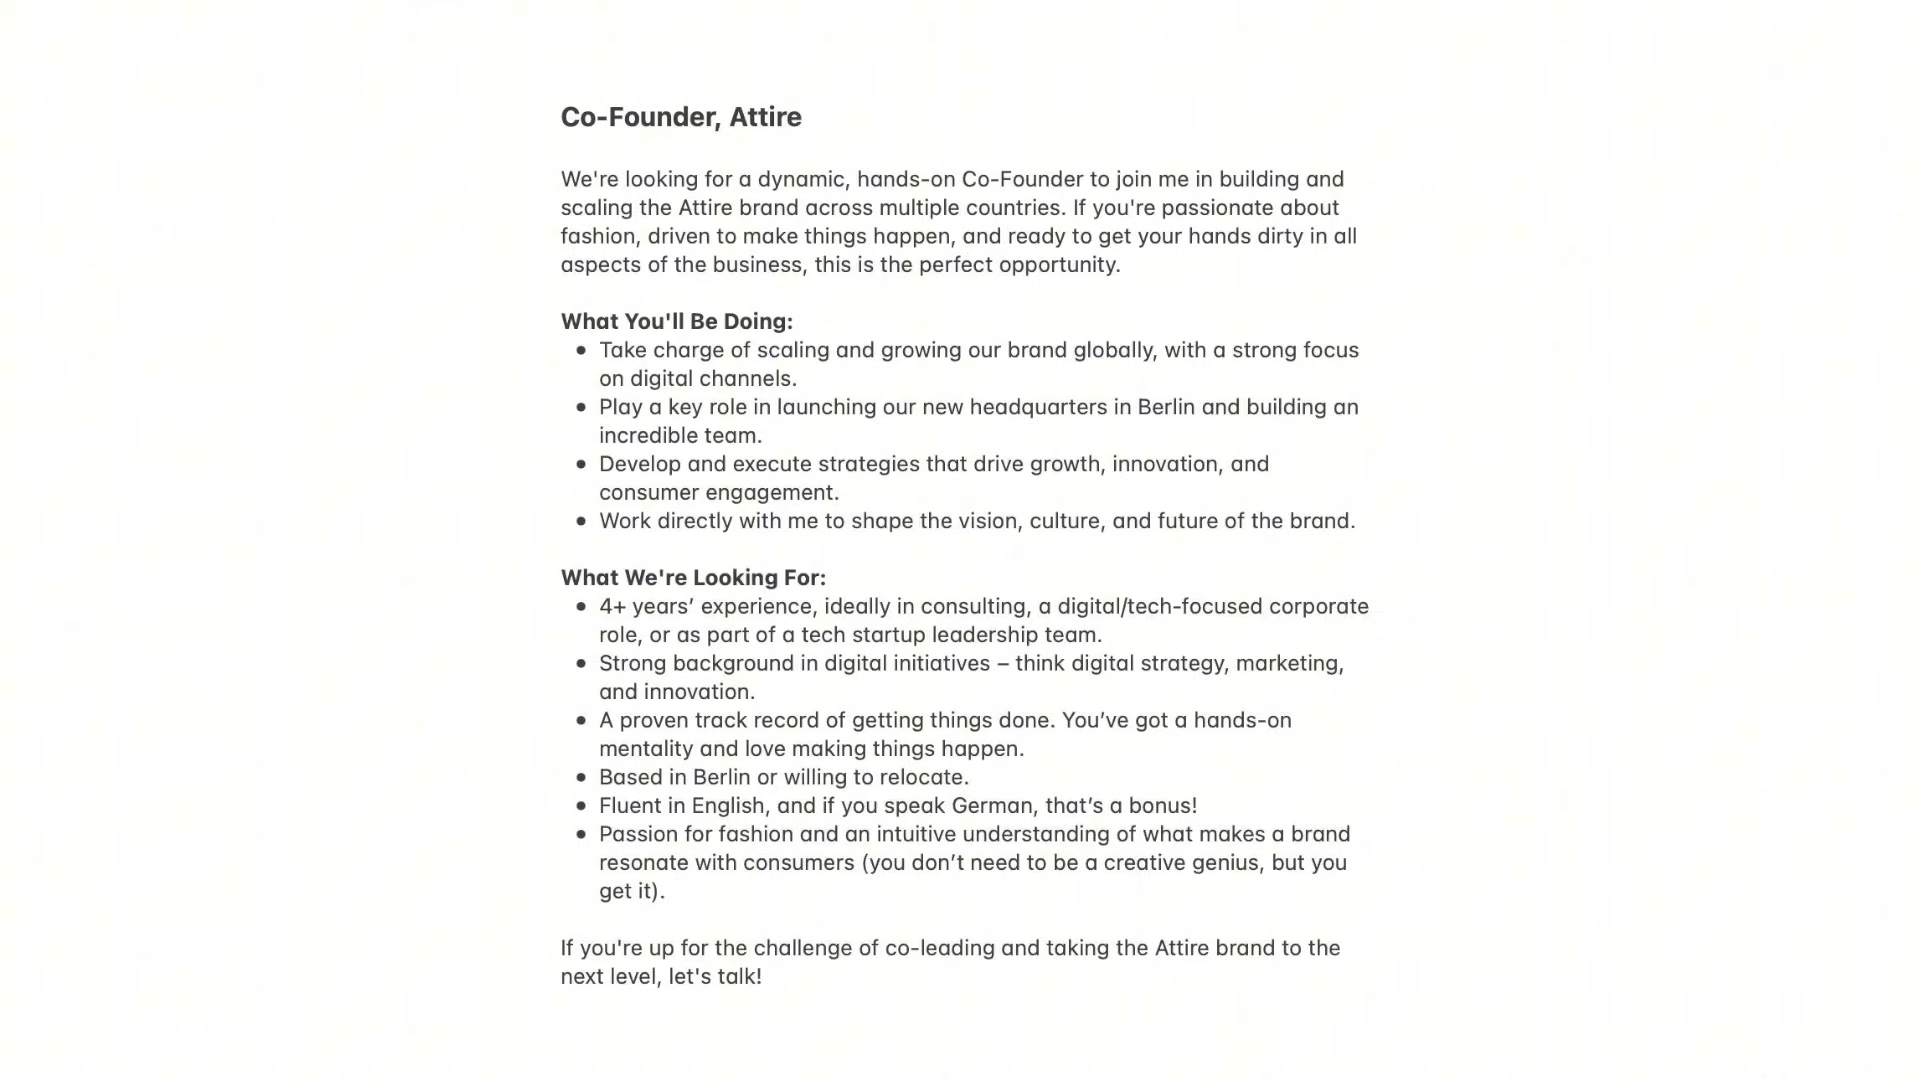 Co-Founder, Attire
We're looking for a dynamic, hands-on Co-Founder to join me in building and
scaling the Attire brand across multiple countries. If you're passionate about
fashion, driven to make things happen, and ready to get your hands dirty in all
aspects of the business, this is the perfect opportunity.
What You'll Be Doing:
• Take charge of scaling and growing our brand globally, with a strong focus
on digital channels.
• Play a key role in launching our new headquarters in Berlin and building an
incredible team.
• Develop and execute strategies that drive growth, innovation, and
consumer engagement.
• Work directly with me to shape the vision, culture, and future of the brand.
What We're Looking For:
• 4+ years’ experience, ideally in consulting, a digital/tech-focused corporate
role, or as part of a tech startup leadership team.
• Strong background in digital initiatives – think digital strategy, marketing,
and innovation.
• A proven track record of getting things done. You’ve got a hands-on
mentality and love making things happen.
• Based in Berlin or willing to relocate.
• Fluent in English, and if you speak German, that’s a bonus!
• Passion for fashion and an intuitive understanding of what makes a brand
resonate with consumers (you don’t need to be a creative genius, but you
get it).
If you're up for the challenge of co-leading and taking the Attire brand to the
next level, let's talk!